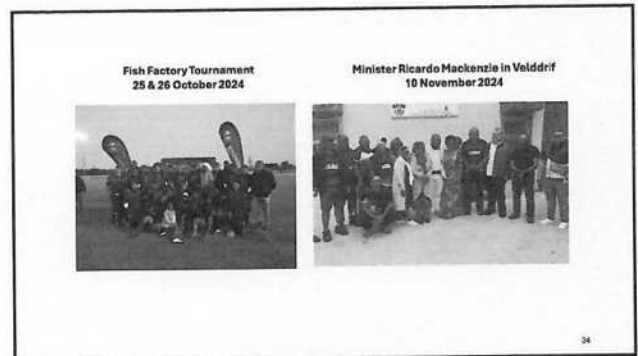 Fish Factory Tournament
25 & 26 October 2024
Minister Ricardo Mackenzie in Velddrif
10 November 2024
34